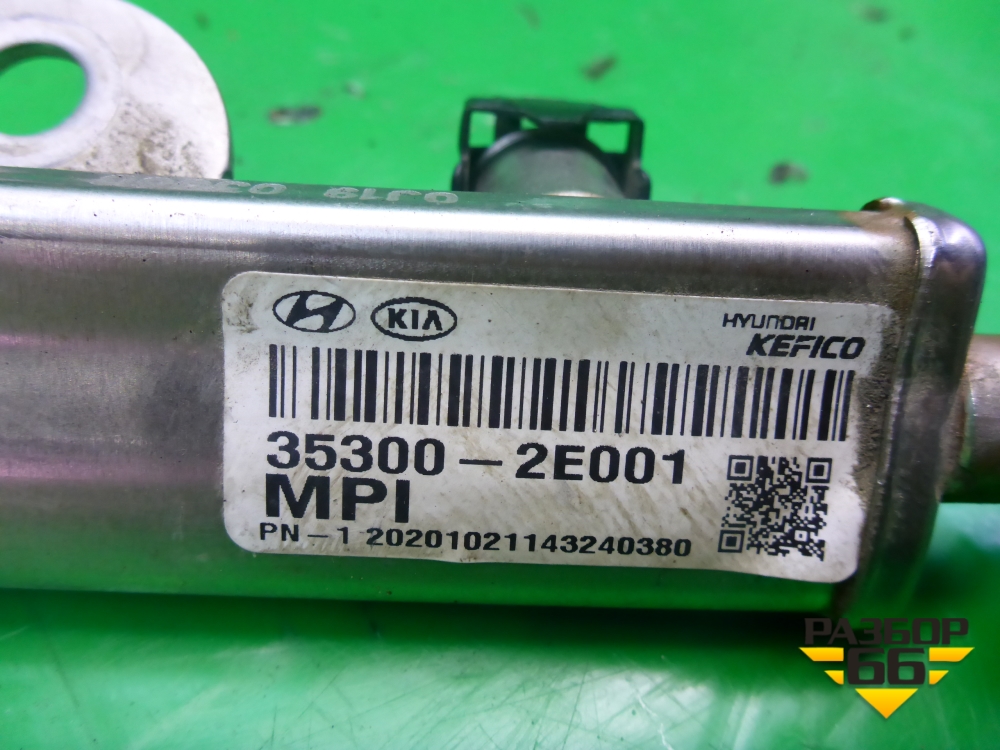 KIA
HYUNDAI
KEFICO
35300-2E001
MPI
PN-1 20201021143240380
РАЗБОР
66